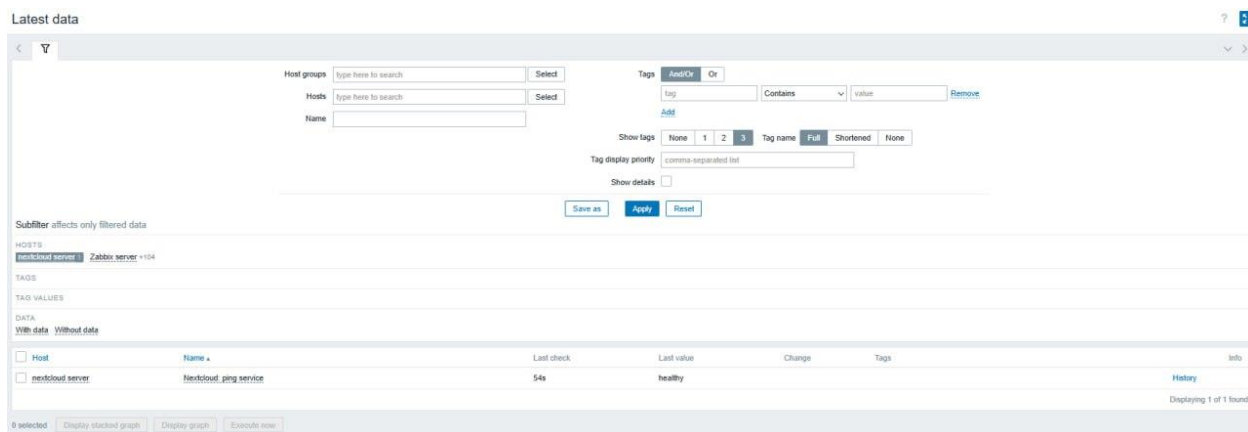 Latest data
Host groups type here to search Select Tags And/Or Or
Hosts type here to search Select tag Contains value Remove
Name Add
Show tags None 1 2 3 Tag name Full Shortened None
Tag display priority comma-separated list
Show details
Save as Apply Reset
Subfilter affects only filtered data
HOSTS
nextcloud server 1 Zabbix server +104
TAGS
TAG VALUES
DATA
With data Without data
Host Name Last check Last value Change Tags Info
nextcloud server Nextcloud: ping service 54s healthy History
Displaying 1 of 1 found
0 selected Display stacked graph Display graph Execute now